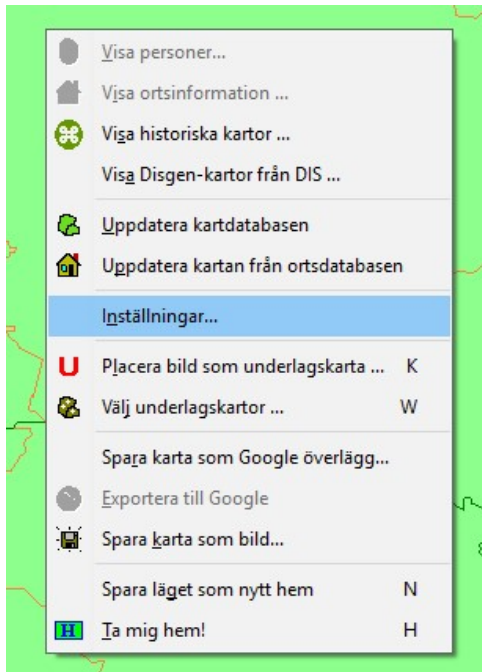 Visa personer...
Visa ortsinformation ...
Visa historiska kartor ...
Visa Disgen-kartor från DIS ...
Uppdatera kartdatabasen
Uppdatera kartan från ortsdatabasen
Inställningar...
U Placera bild som underlagskarta ... K
Välj underlagskartor ... W
Spara karta som Google överlägg...
Exportera till Google
Spara karta som bild...
Spara läget som nytt hem N
H Ta mig hem! H